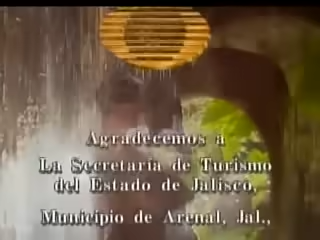 Agradecemos a
La Secretaría de Turismo
del Estado de Jalisco,
Municipio de Arenal, Jal.,